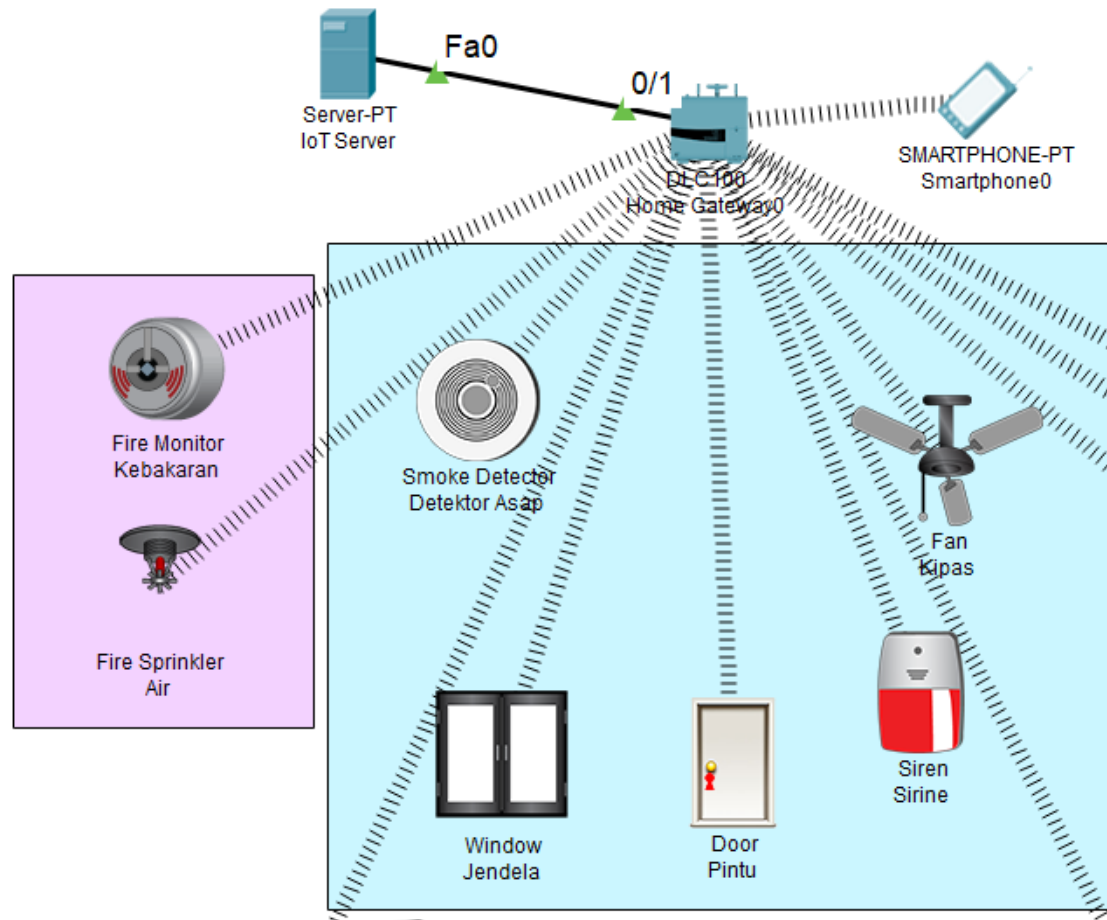 Fa0
0/1
Server-PT
IoT Server
SMARTPHONE-PT
Smartphone0
DLC100
Home Gateway0
Fire Monitor
Kebakaran
Smoke Detector
Detektor Asap
Fan
Kipas
Fire Sprinkler
Air
Siren
Sirine
Window
Jendela
Door
Pintu